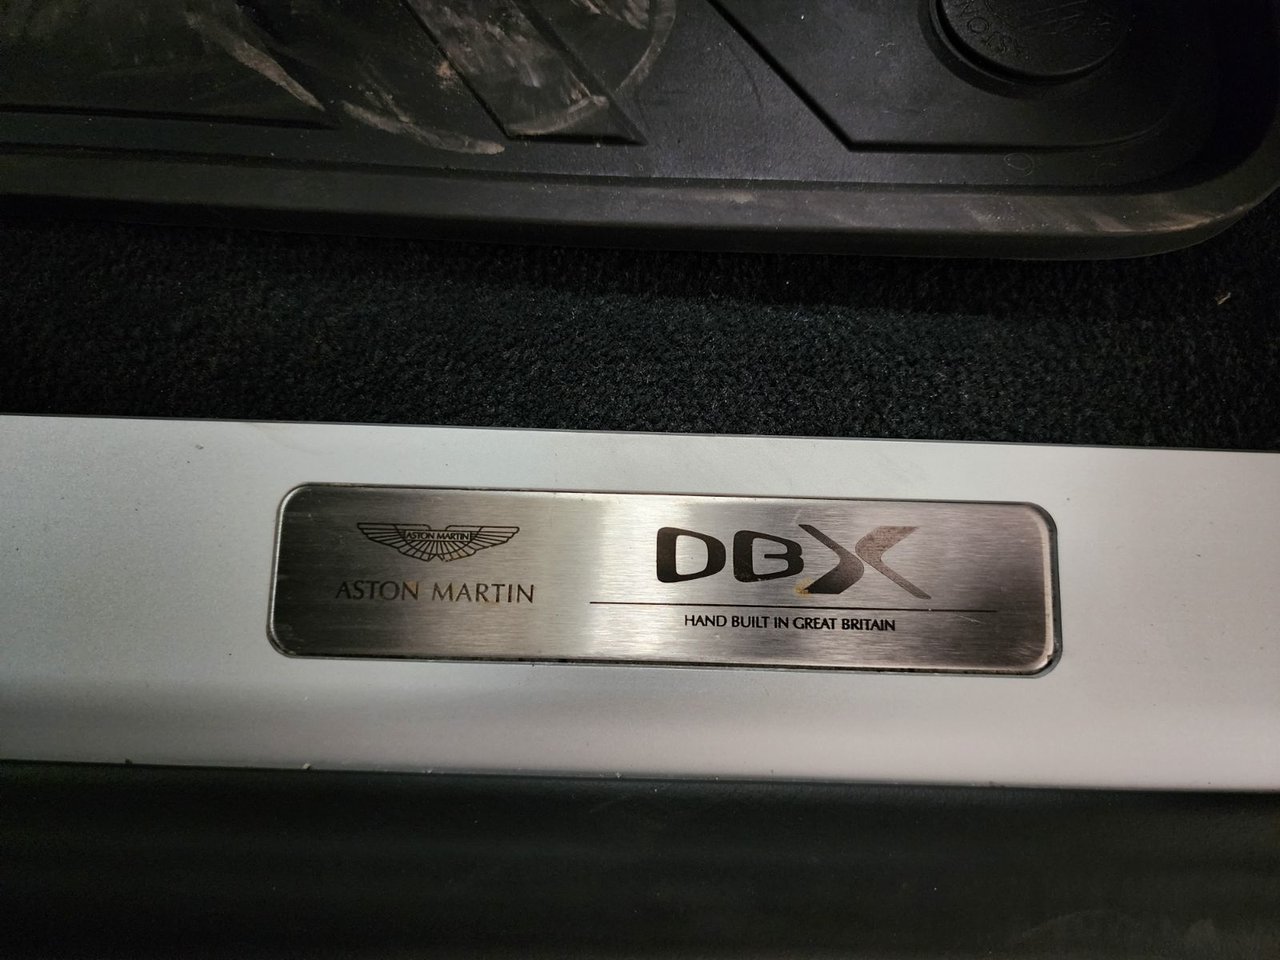 ASTON MARTIN
ASTON MARTIN
DBX
HAND BUILT IN GREAT BRITAIN